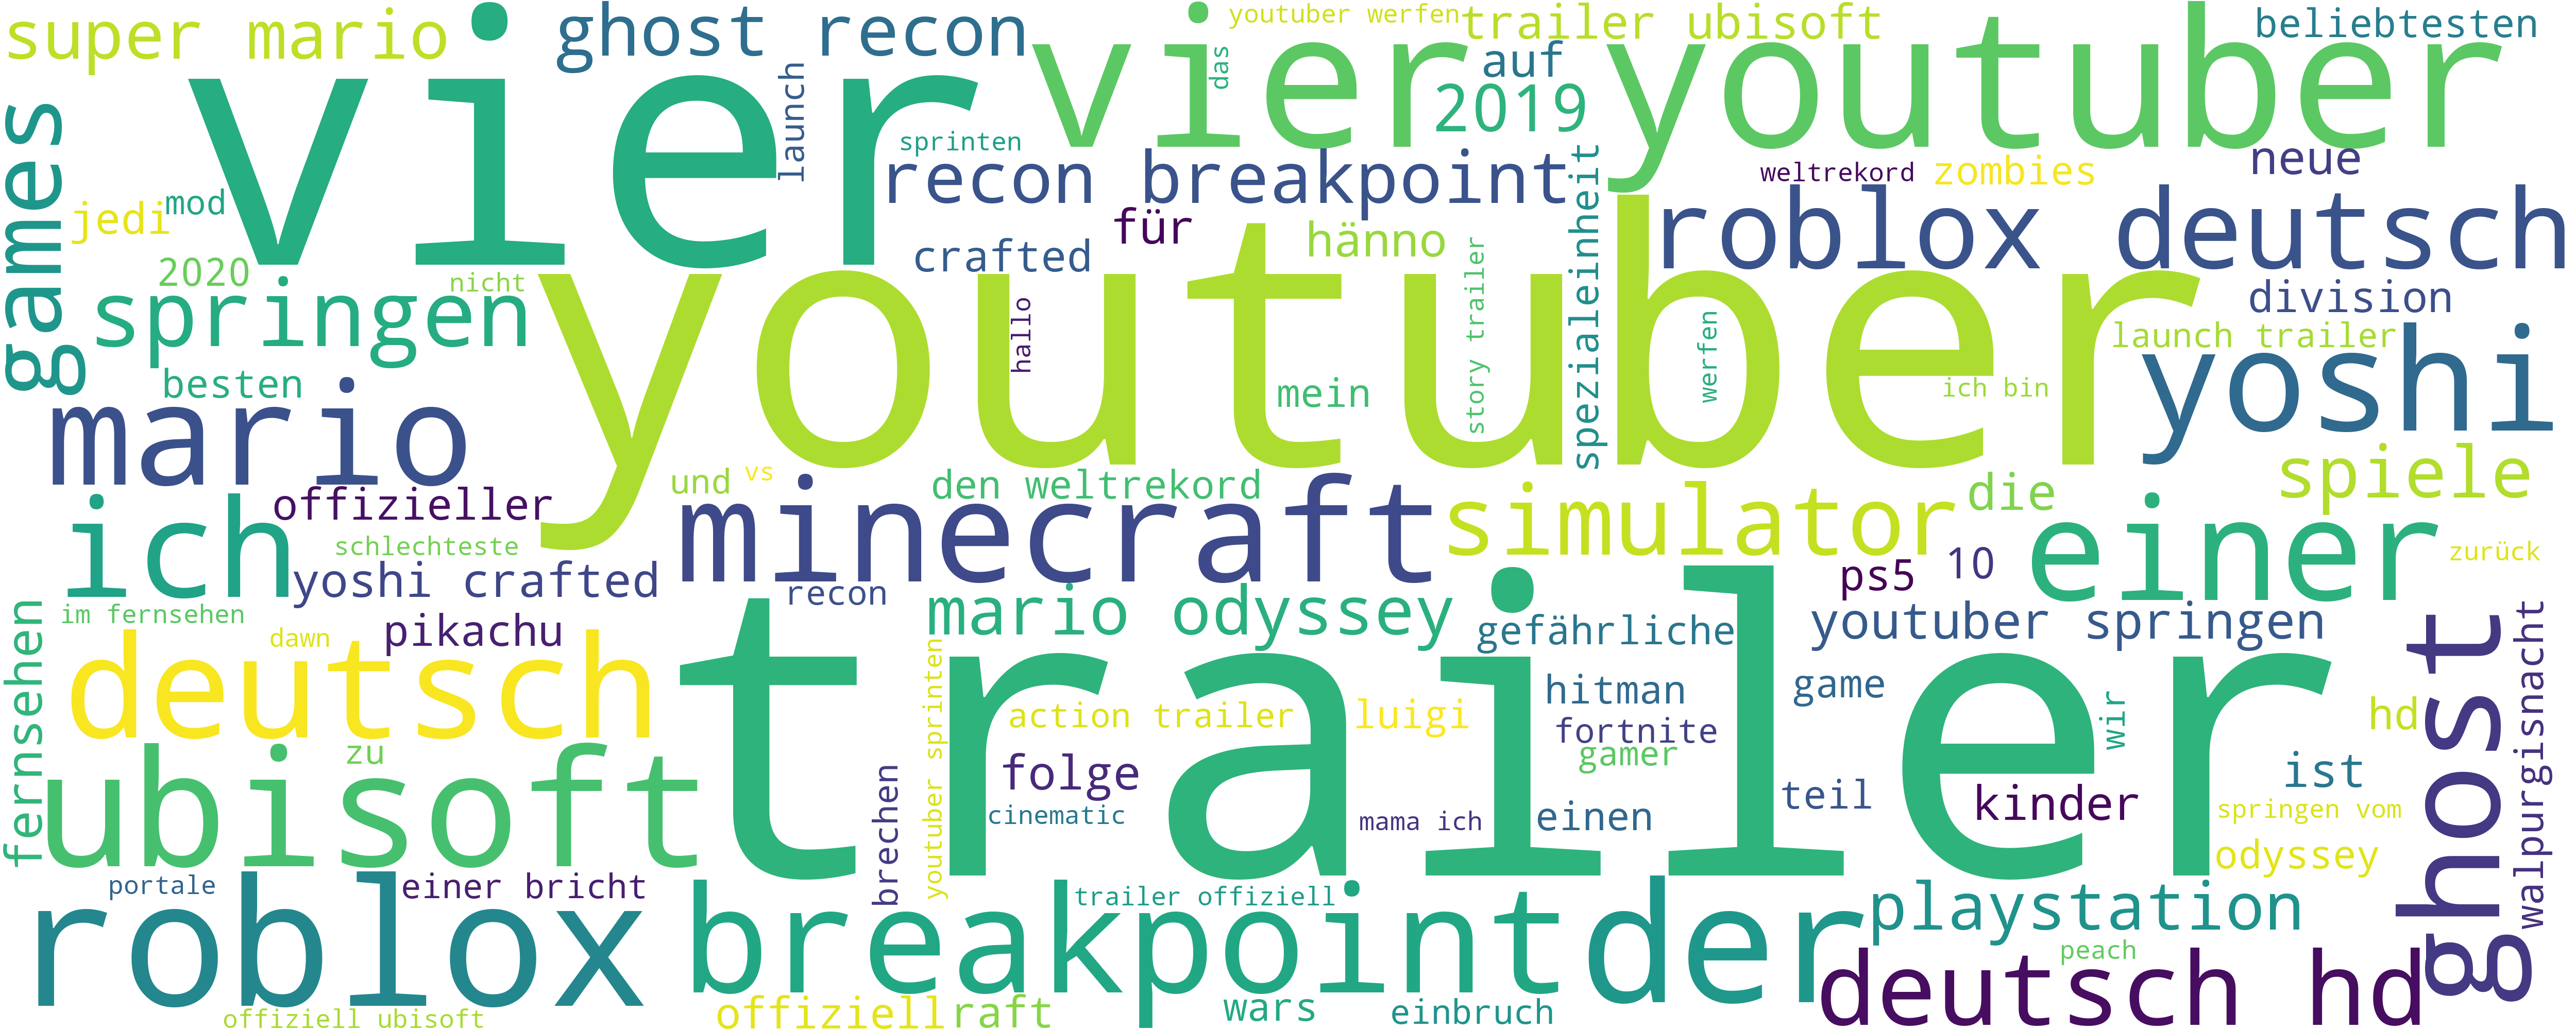 super mario
ghost recon
youtuber werfen
trailer ubisoft
beliebtesten
vier
vier
youtuber
das
auf
launch
2019
games
sprinten
recon breakpoint
spezialeinheit
weltrekord
zombies
neue
jedi
mod
für
hänno
roblox deutsch
crafted
2020
nicht
springen
youtuber
hallo
story trailer
werfen
division
launch trailer
yoshi
besten
mein
ich bin
mario
und
vs
den weltrekord
spiele
ich
offizieller
minecraft
simulator
die
einer
schlechteste
zurück
yoshi crafted
recon
ps5
10
im fernsehen
mario odyssey
gefährliche
youtuber springen
ghost
walpurgisnacht
fernsehen
dawn
pikachu
deutsch
trailer
youtuber sprinten
action trailer
luigi
hitman
game
wir
fortnite
hd
zu
gamer
ubisoft
folge
ist
brechen
cinematic
mama ich
einen
teil
kinder
springen vom
odyssey
portale
einer bricht
trailer offiziell
roblox
breakpoint
der
playstation
peach
deutsch hd
offiziell ubisoft
offiziell
raft
wars
einbruch